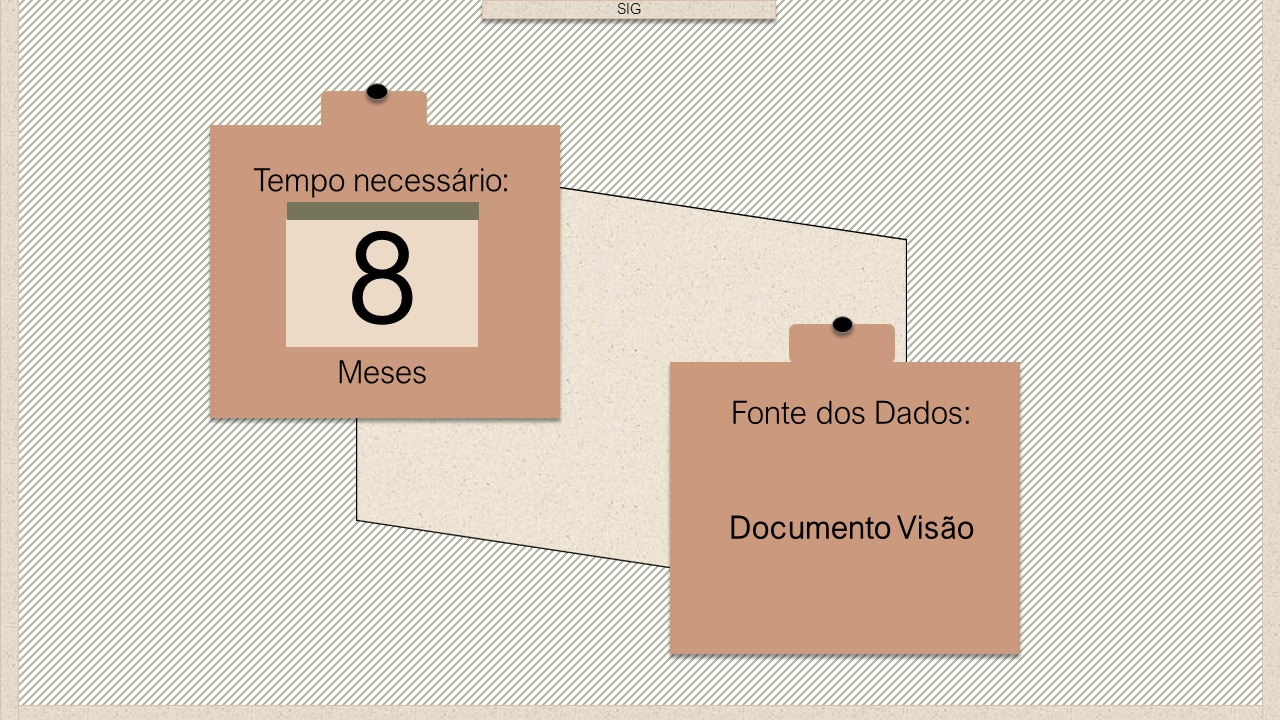 SIG
Tempo necessário:
8
Meses
Fonte dos Dados:
Documento Visão